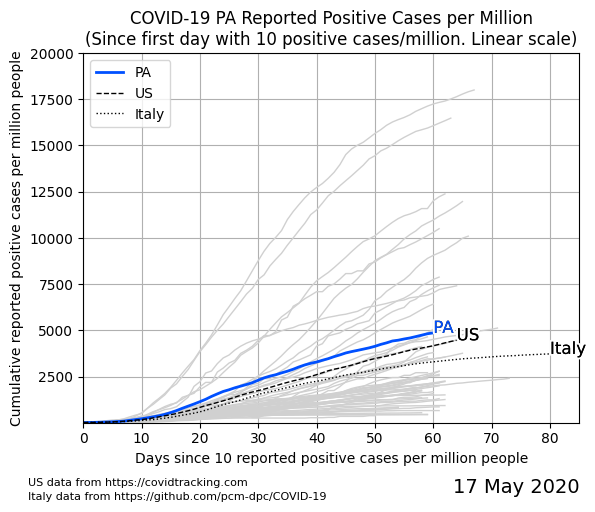 COVID-19 PA Reported Positive Cases per Million
(Since first day with 10 positive cases/million. Linear scale)
Cumulative reported positive cases per million people
20000
17500
15000
12500
10000
7500
5000
2500
PA
US
Italy
PA
US
Italy
0 10 20 30 40 50 60 70 80
Days since 10 reported positive cases per million people
US data from https://covidtracking.com
Italy data from https://github.com/pcm-dpc/COVID-19
17 May 2020